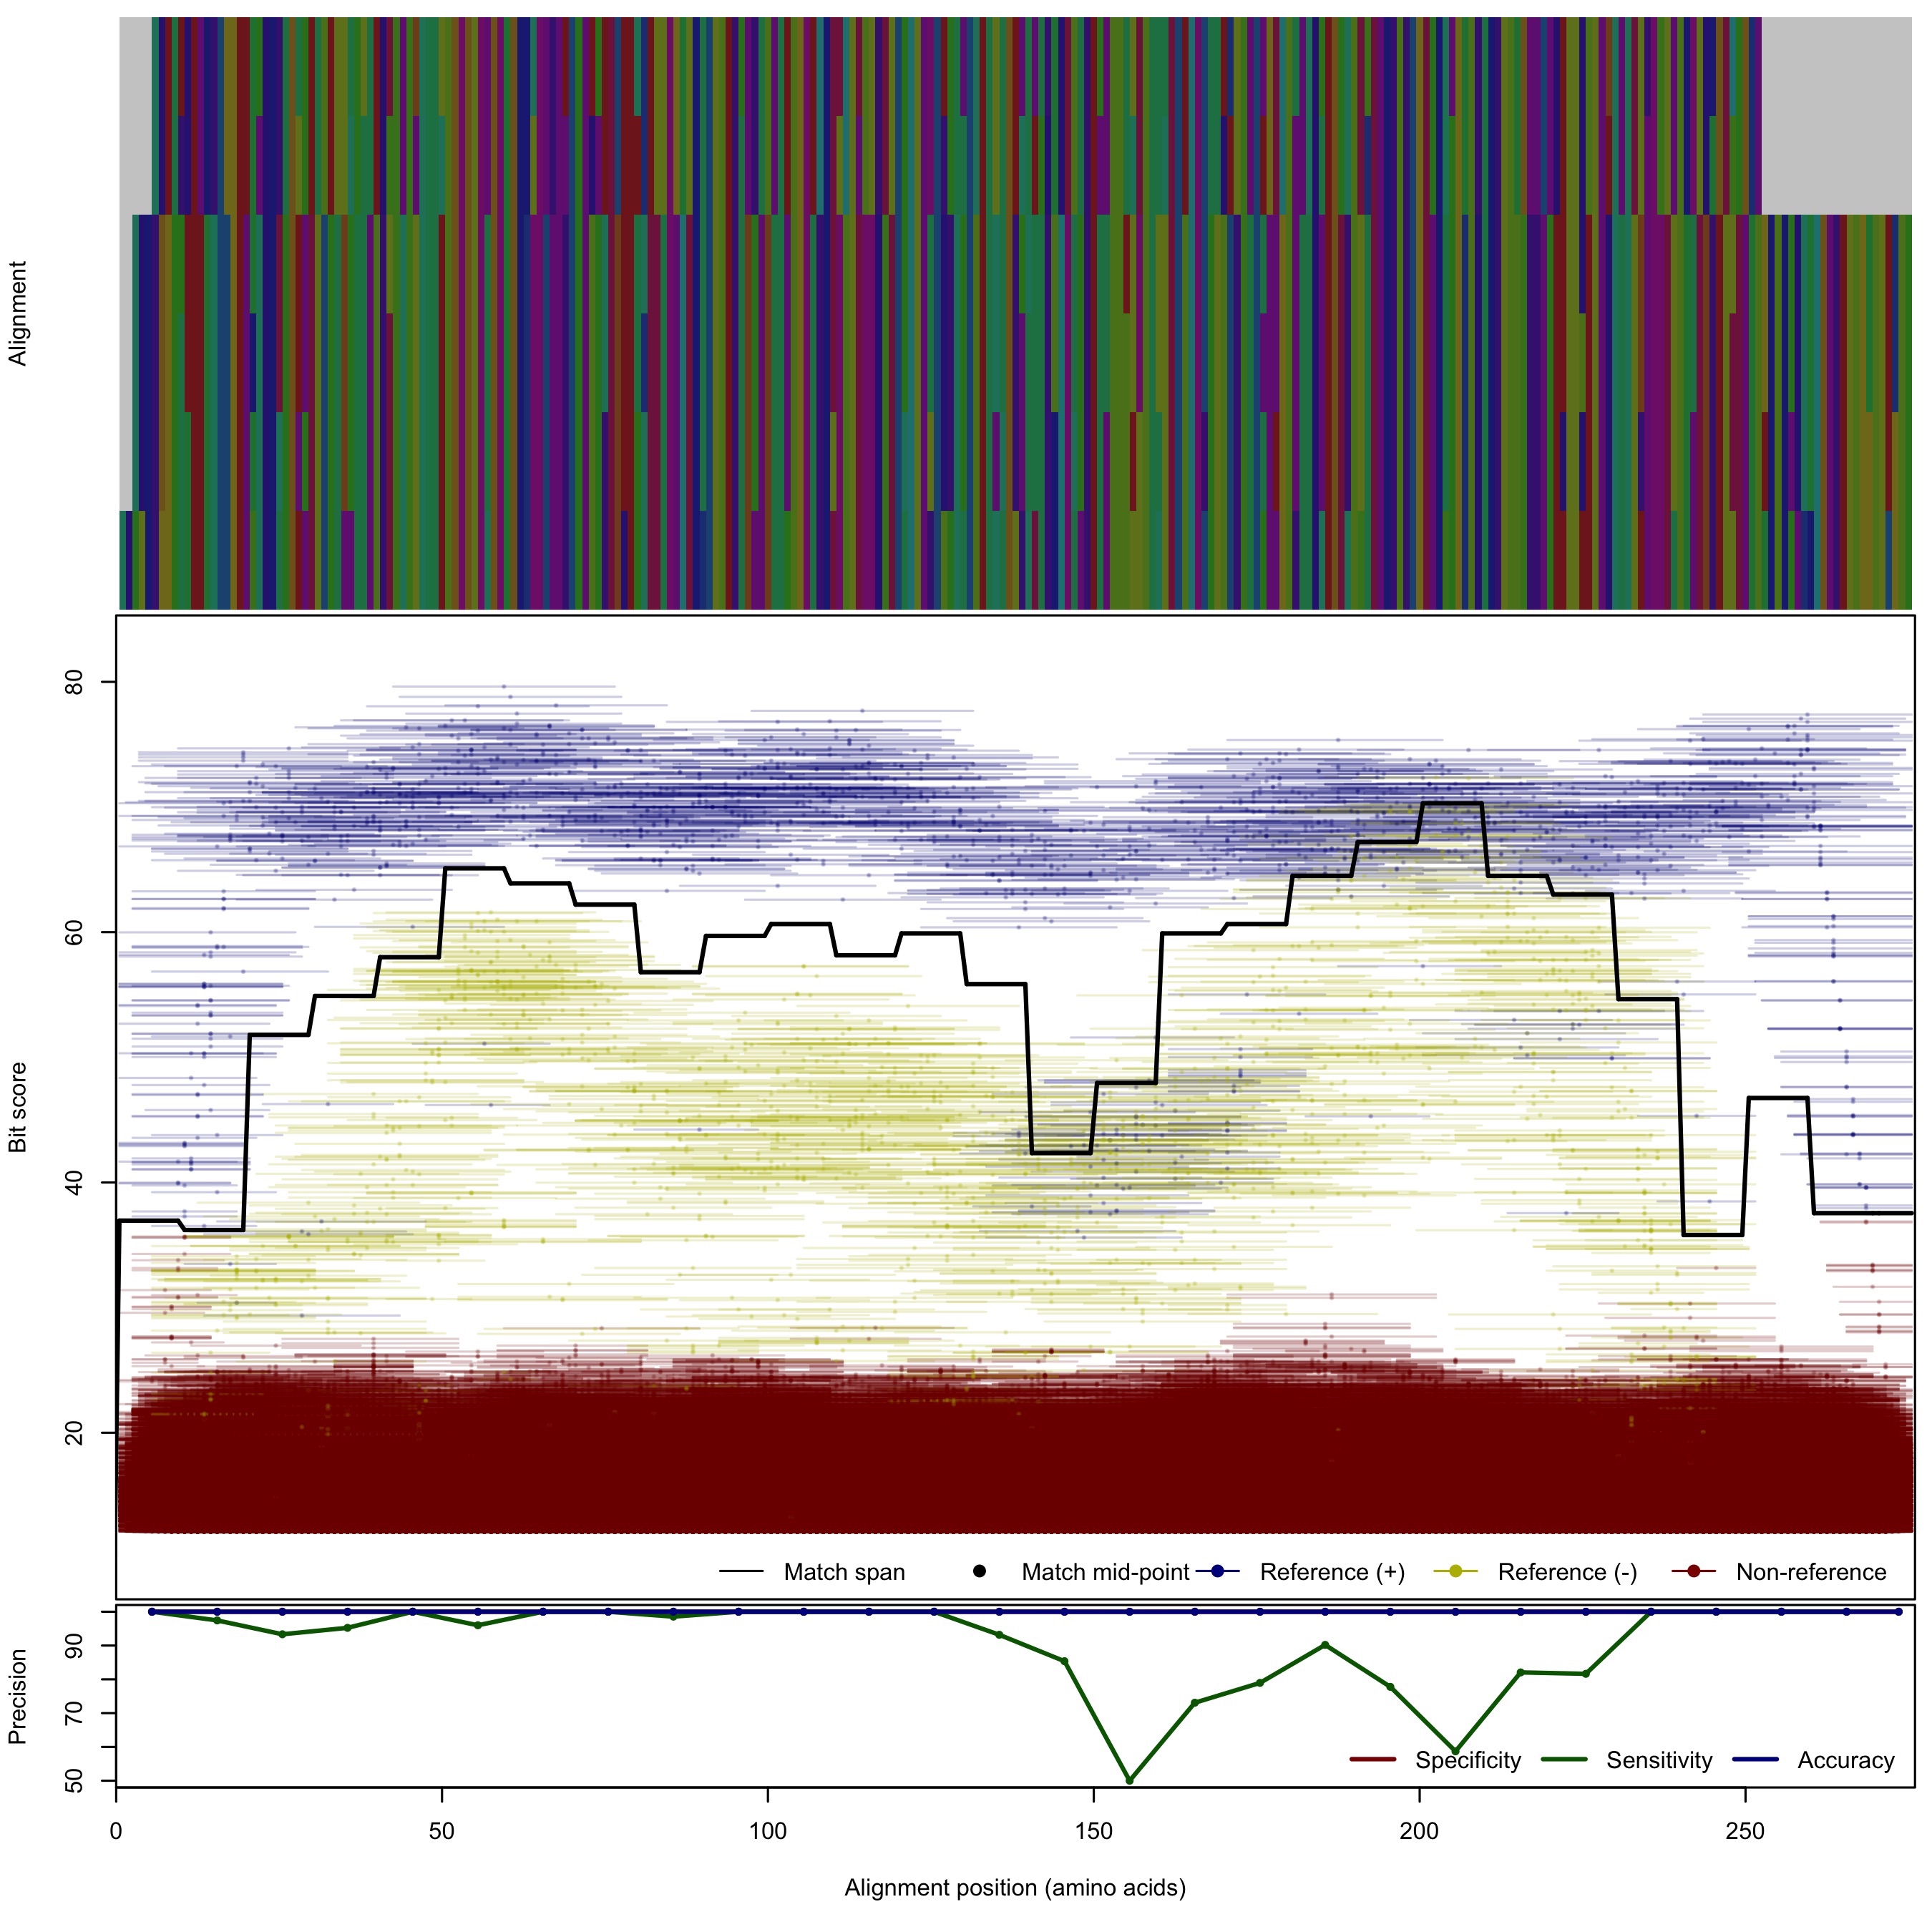 Alignment
80
60
40
20
Bit score
Match span Match mid-point Reference (+) Reference (-) Non-reference
90
70
50
Precision
Specificity Sensitivity Accuracy
0 50 100 150 200 250
Alignment position (amino acids)